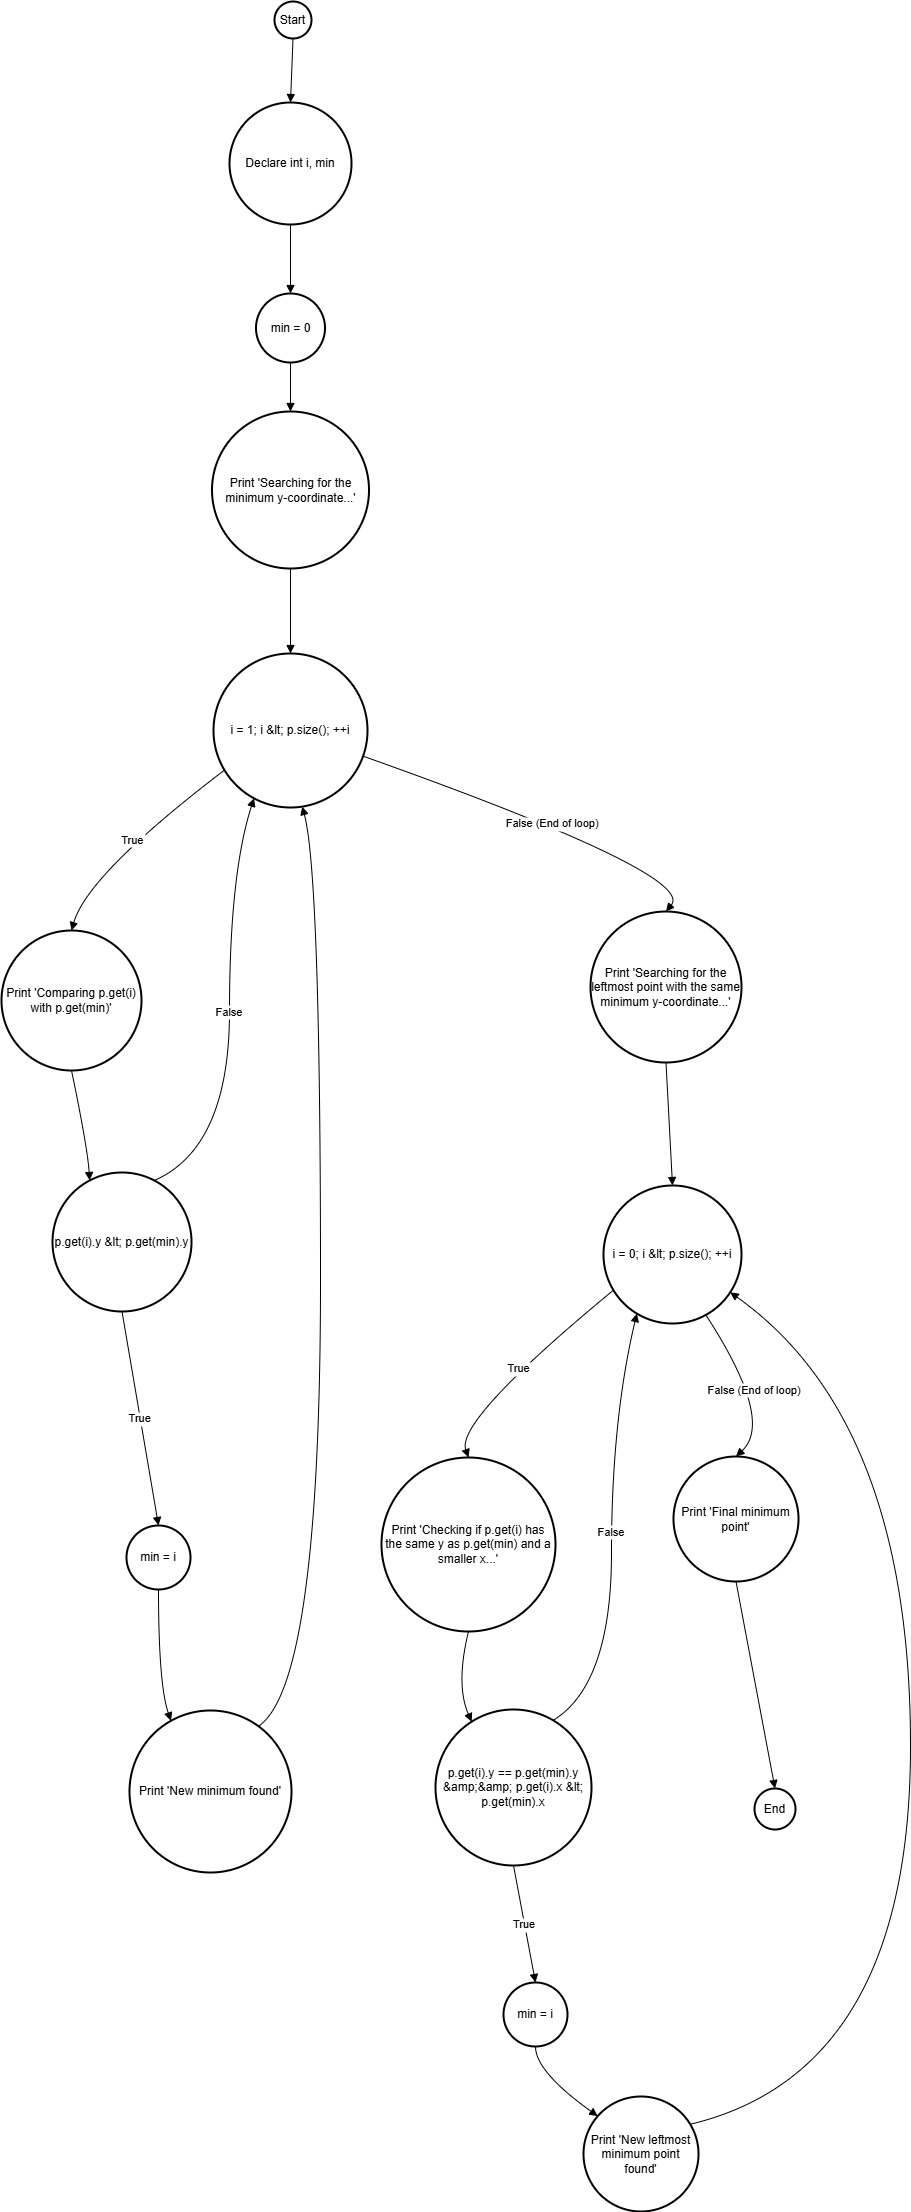 Start
Declare int i, min
min = 0
Print 'Searching for the
minimum y-coordinate...'
i = 1; i &lt; p.size(); ++i
True
False (End of loop)
Print 'Comparing p.get(i)
with p.get(min)'
False
p.get(i).y &lt; p.get(min).y
True
min = i
Print 'New minimum found'
Print 'Searching for the
leftmost point with the same
minimum y-coordinate...'
i = 0; i &lt; p.size(); ++i
True
False (End of loop)
Print 'Checking if p.get(i) has
the same y as p.get(min) and a
smaller x...'
False
Print 'Final minimum
point'
p.get(i).y == p.get(min).y
&amp;&amp; p.get(i).x &lt;
p.get(min).x
End
True
min = i
Print 'New leftmost
minimum point
found'